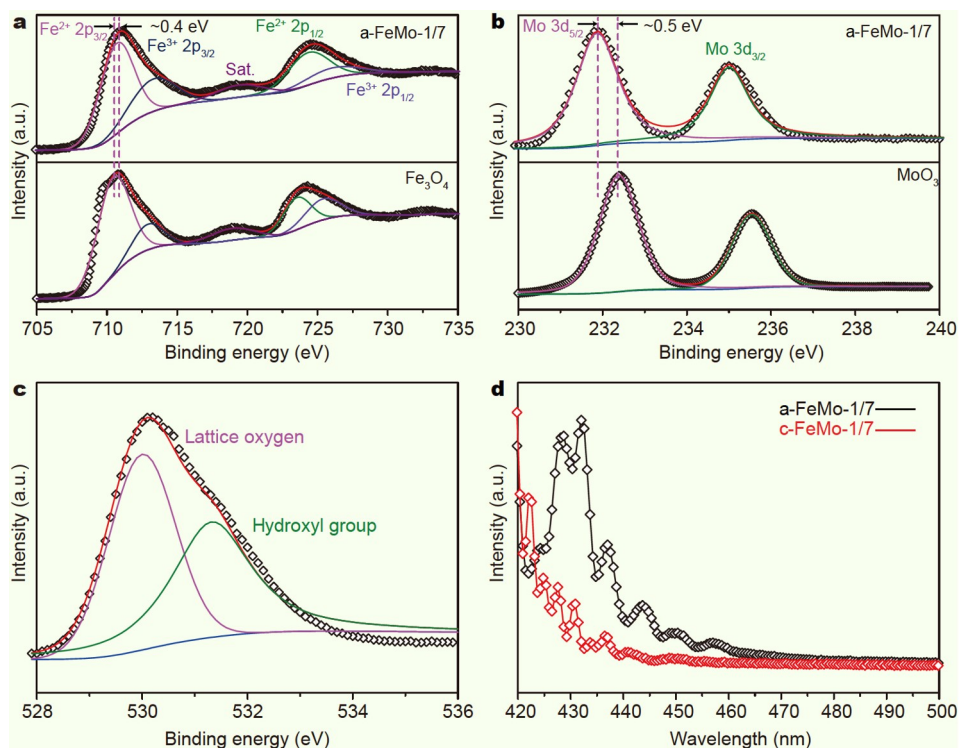 a
Fe²⁺ 2p₃/₂
~0.4 eV
Fe³⁺ 2p₃/₂
Fe²⁺ 2p₁/₂
a-FeMo-1/7
Sat.
Fe³⁺ 2p₁/₂
Fe₃O₄
Intensity (a.u.)
705 710 715 720 725 730 735
Binding energy (eV)
b
Mo 3d₅/₂
~0.5 eV
a-FeMo-1/7
Mo 3d₃/₂
MoO₃
Intensity (a.u.)
230 232 234 236 238 240
Binding energy (eV)
c
Lattice oxygen
Hydroxyl group
Intensity (a.u.)
528 530 532 534 536
Binding energy (eV)
d
a-FeMo-1/7
c-FeMo-1/7
Intensity (a.u.)
420 430 440 450 460 470 480 490 500
Wavelength (nm)